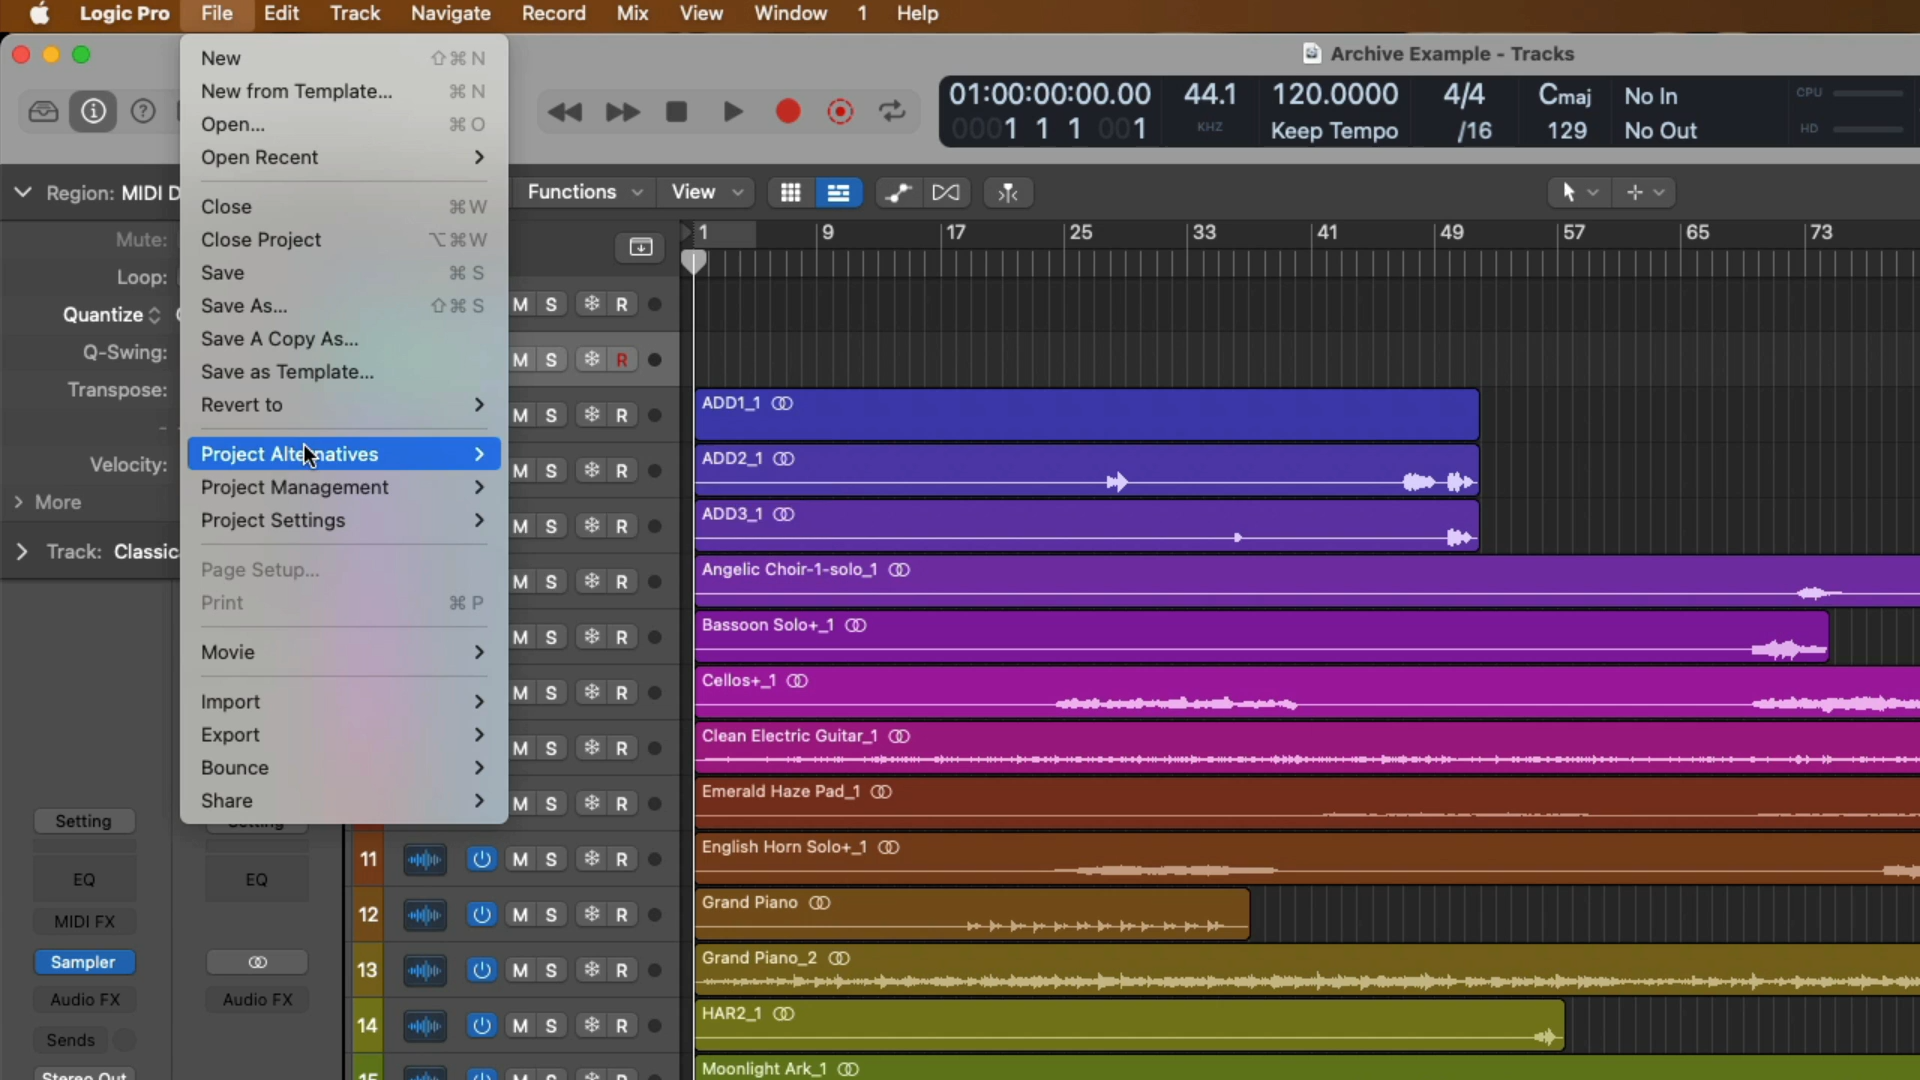 Logic Pro File Edit Track Navigate Record Mix View Window 1 Help
Archive Example - Tracks
01:00:00:00.00 44.1 120.0000 4/4 Cmaj No In CPU
0001 1 1 001 KHZ Keep Tempo /16 129 No Out HD
New ⇧⌘N
New from Template... ⌘N
Open... ⌘O
Open Recent
Close ⌘W
Close Project ⌥⌘W
Save ⌘S
Save As... ⇧⌘S
Save A Copy As...
Save as Template...
Revert to
Project Alternatives
Project Management
Project Settings
Page Setup...
Print ⌘P
Movie
Import
Export
Bounce
Share
Region: MIDI D
Mute:
Loop:
Quantize
Q-Swing:
Transpose:
Velocity:
More
Track: Classic
Functions View
1 9 17 25 33 41 49 57 65 73
M S R
M S R
M S R
ADD1_1
M S R
ADD2_1
M S R
ADD3_1
M S R
Angelic Choir-1-solo_1
M S R
Bassoon Solo+_1
M S R
Cellos+_1
M S R
Clean Electric Guitar_1
M S R
Emerald Haze Pad_1
11 M S R
English Horn Solo+_1
12 M S R
Grand Piano
13 M S R
Grand Piano_2
14 M S R
HAR2_1
15 M S R
Moonlight Ark_1
Setting Setting
EQ EQ
MIDI FX
Sampler
Audio FX Audio FX
Sends
Stereo Out